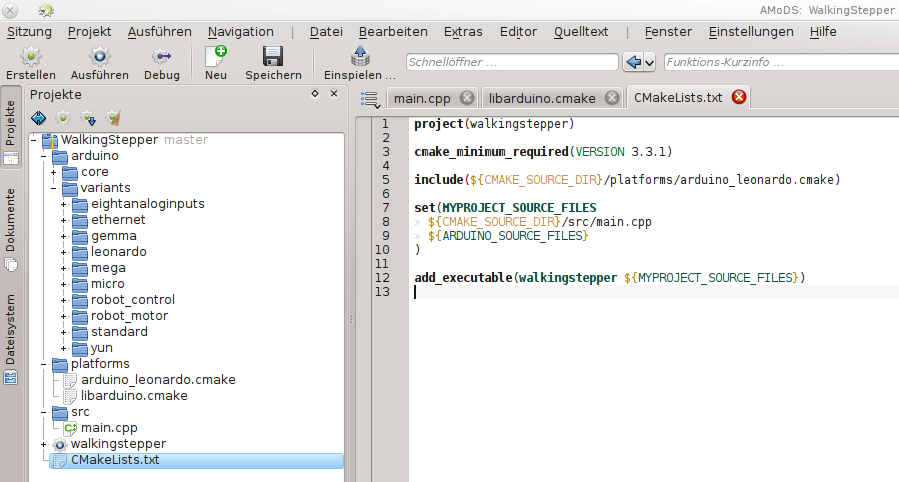 AMoDS: WalkingStepper
Sitzung Projekt Ausführen Navigation | Datei Bearbeiten Extras Editor Quelltext | Fenster Einstellungen Hilfe
Erstellen Ausführen Debug Neu Speichern Einspielen ... Schnellöffner ... Funktions-Kurzinfo ...
Projekte
Dokumente
Dateisystem
Projekte
WalkingStepper master
arduino
core
variants
eightanaloginputs
ethernet
gemma
leonardo
mega
micro
robot_control
robot_motor
standard
yun
platforms
arduino_leonardo.cmake
libarduino.cmake
src
main.cpp
walkingstepper
CMakeLists.txt
main.cpp libarduino.cmake CMakeLists.txt
1 project(walkingstepper)
2
3 cmake_minimum_required(VERSION 3.3.1)
4
5 include(${CMAKE_SOURCE_DIR}/platforms/arduino_leonardo.cmake)
6
7 set(MYPROJECT_SOURCE_FILES
8 » ${CMAKE_SOURCE_DIR}/src/main.cpp
9 » ${ARDUINO_SOURCE_FILES}
10 )
11
12 add_executable(walkingstepper ${MYPROJECT_SOURCE_FILES})
13